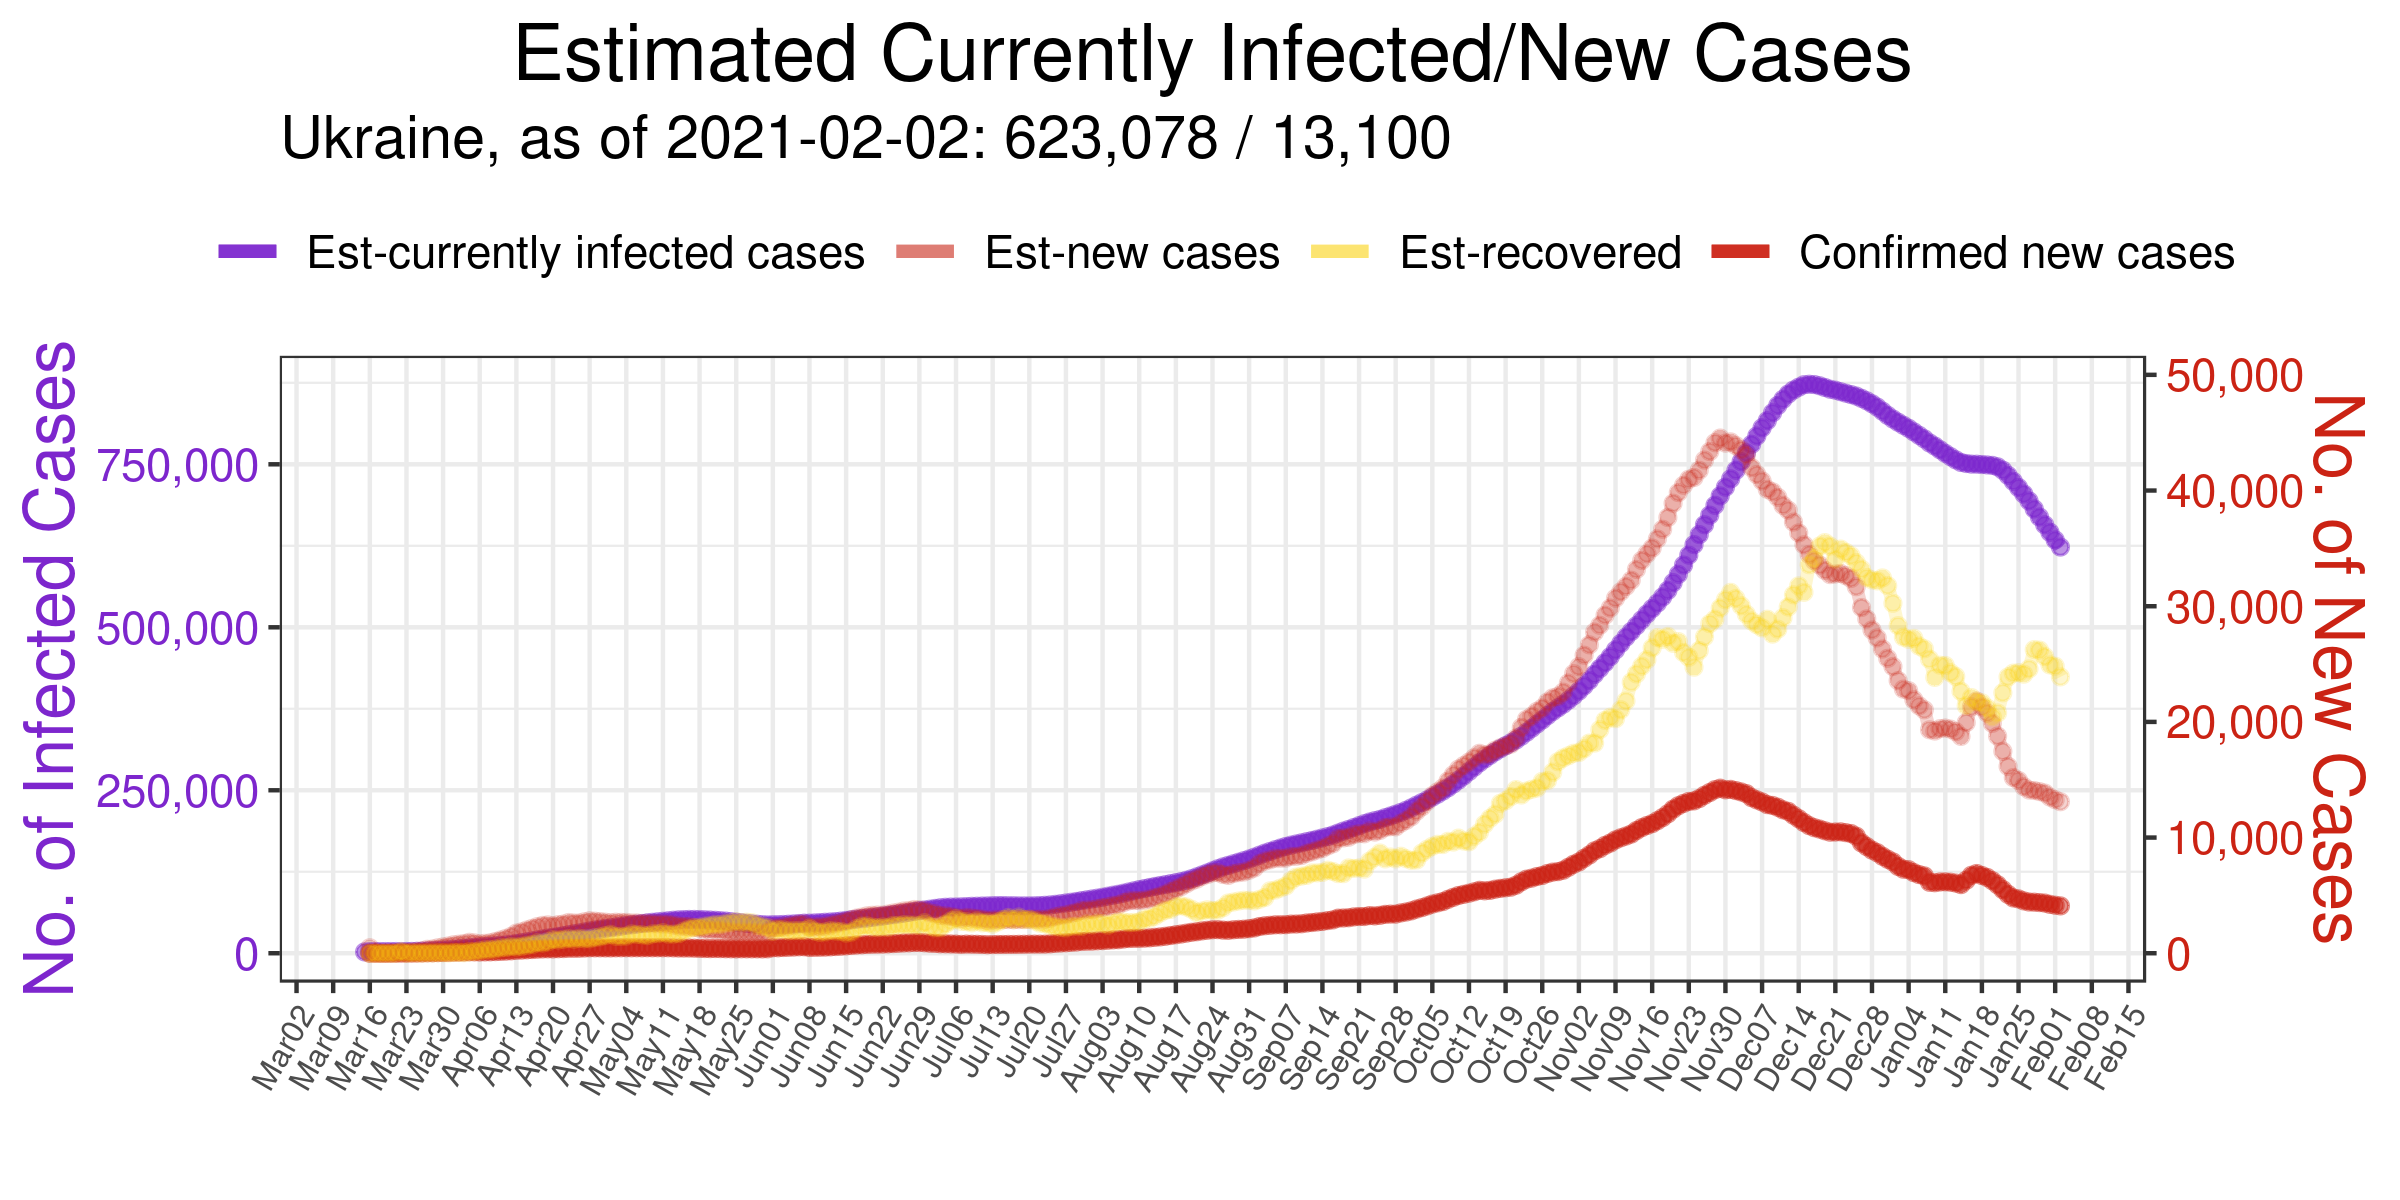 Estimated Currently Infected/New Cases
Ukraine, as of 2021-02-02: 623,078 / 13,100
Est-currently infected cases Est-new cases Est-recovered Confirmed new cases
No. of Infected Cases
750,000
500,000
250,000
0
50,000
40,000
30,000
20,000
10,000
0
No. of New Cases
Mar02 Mar09 Mar16 Mar23 Mar30 Apr06 Apr13 Apr20 Apr27 May04 May11 May18 May25 Jun01 Jun08 Jun15 Jun22 Jun29 Jul06 Jul13 Jul20 Jul27 Aug03 Aug10 Aug17 Aug24 Aug31 Sep07 Sep14 Sep21 Sep28 Oct05 Oct12 Oct19 Oct26 Nov02 Nov09 Nov16 Nov23 Nov30 Dec07 Dec14 Dec21 Dec28 Jan04 Jan11 Jan18 Jan25 Feb01 Feb08 Feb15